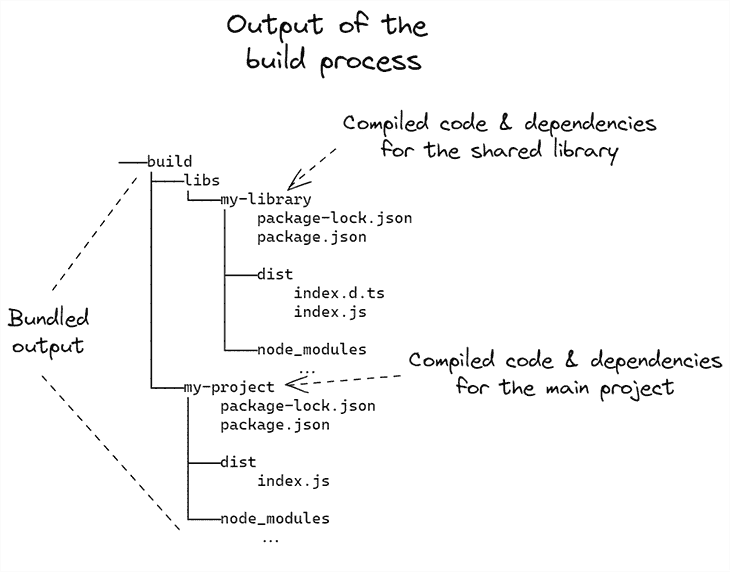 Output of the
build process
Compiled code & dependencies
for the shared library
build
libs
my-library
package-lock.json
package.json
dist
index.d.ts
index.js
Bundled
output
node_modules
...
Compiled code & dependencies
for the main project
my-project
package-lock.json
package.json
dist
index.js
node_modules
...